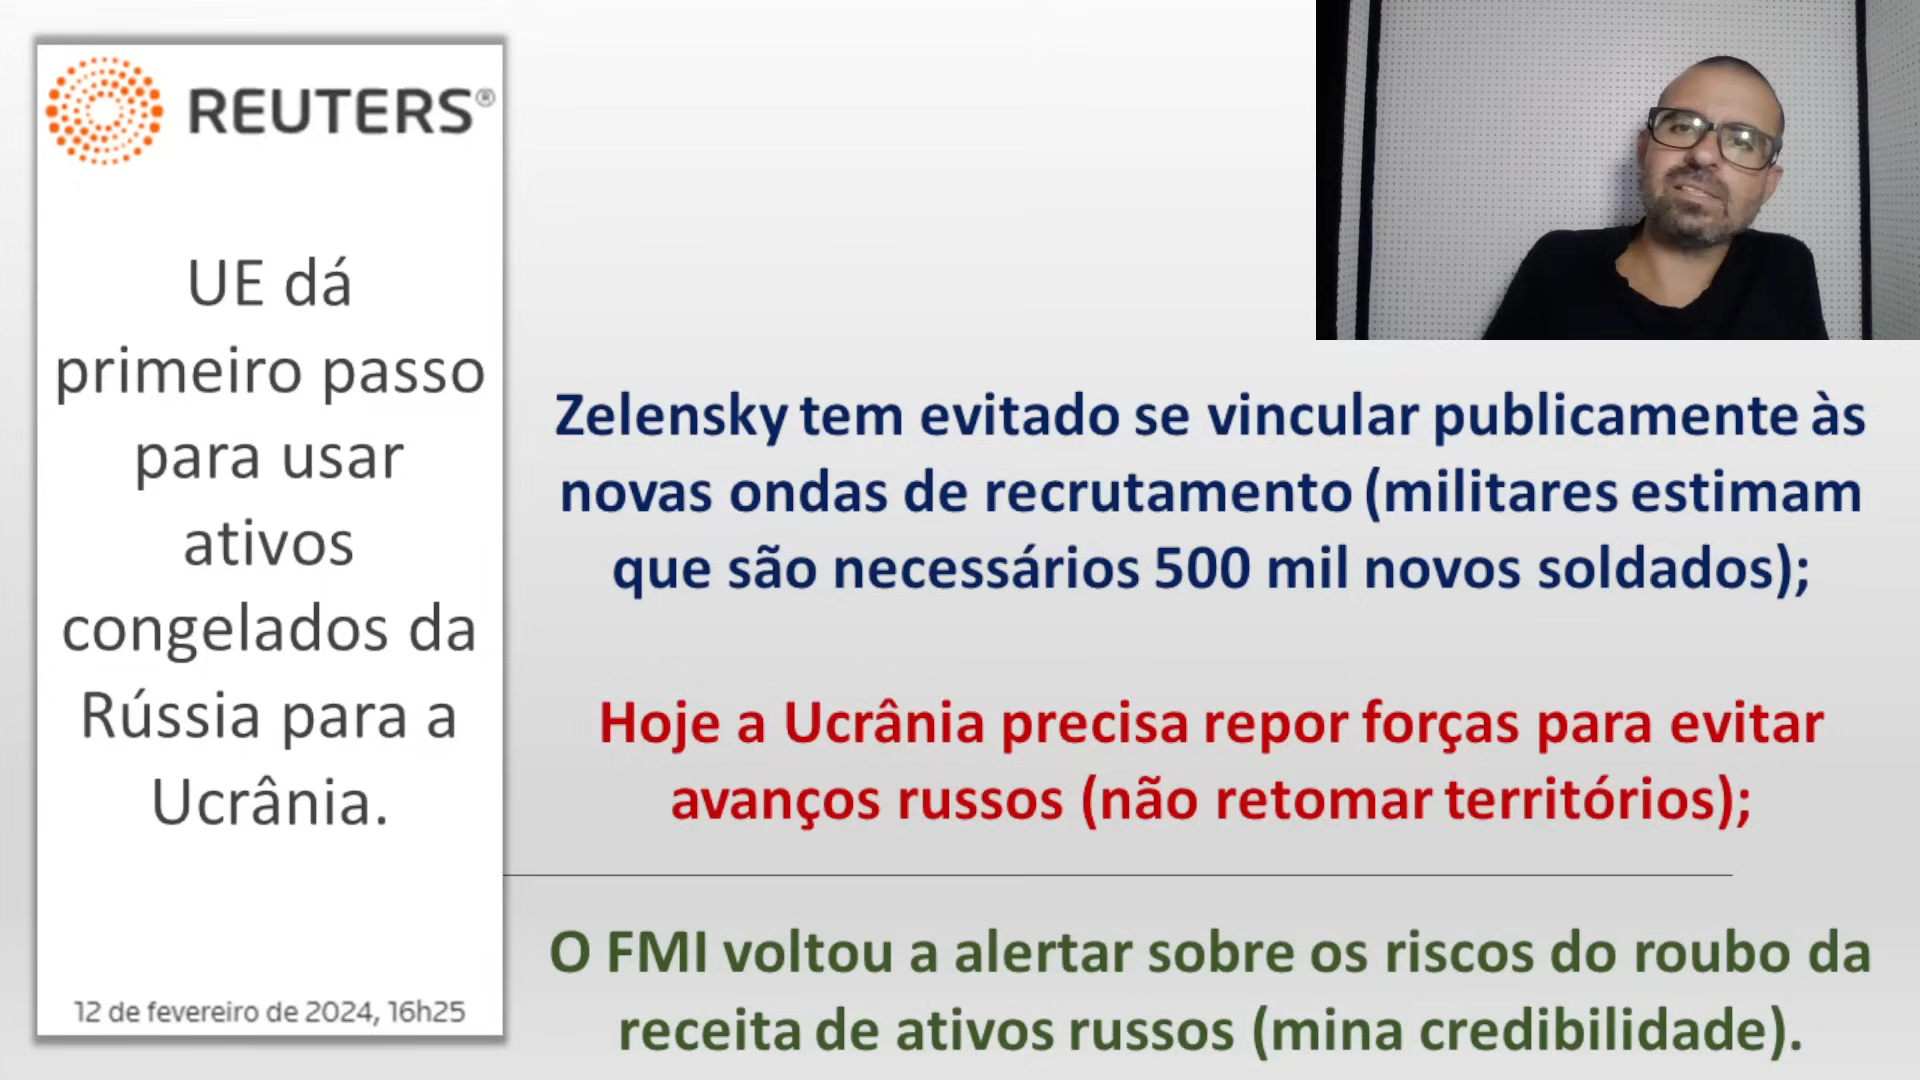 REUTERS®
UE dá
primeiro passo
para usar
ativos
congelados da
Rússia para a
Ucrânia.
12 de fevereiro de 2024, 16h25
Zelensky tem evitado se vincular publicamente às
novas ondas de recrutamento (militares estimam
que são necessários 500 mil novos soldados);
Hoje a Ucrânia precisa repor forças para evitar
avanços russos (não retomar territórios);
O FMI voltou a alertar sobre os riscos do roubo da
receita de ativos russos (mina credibilidade).